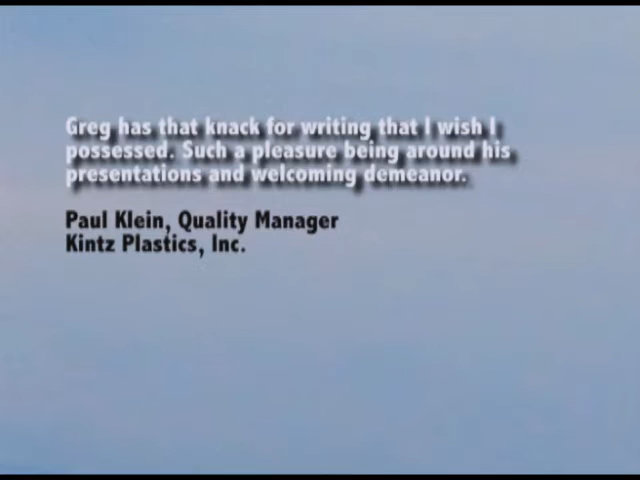 Greg has that knack for writing that I wish I
possessed. Such a pleasure being around his
presentations and welcoming demeanor.
Paul Klein, Quality Manager
Kintz Plastics, Inc.